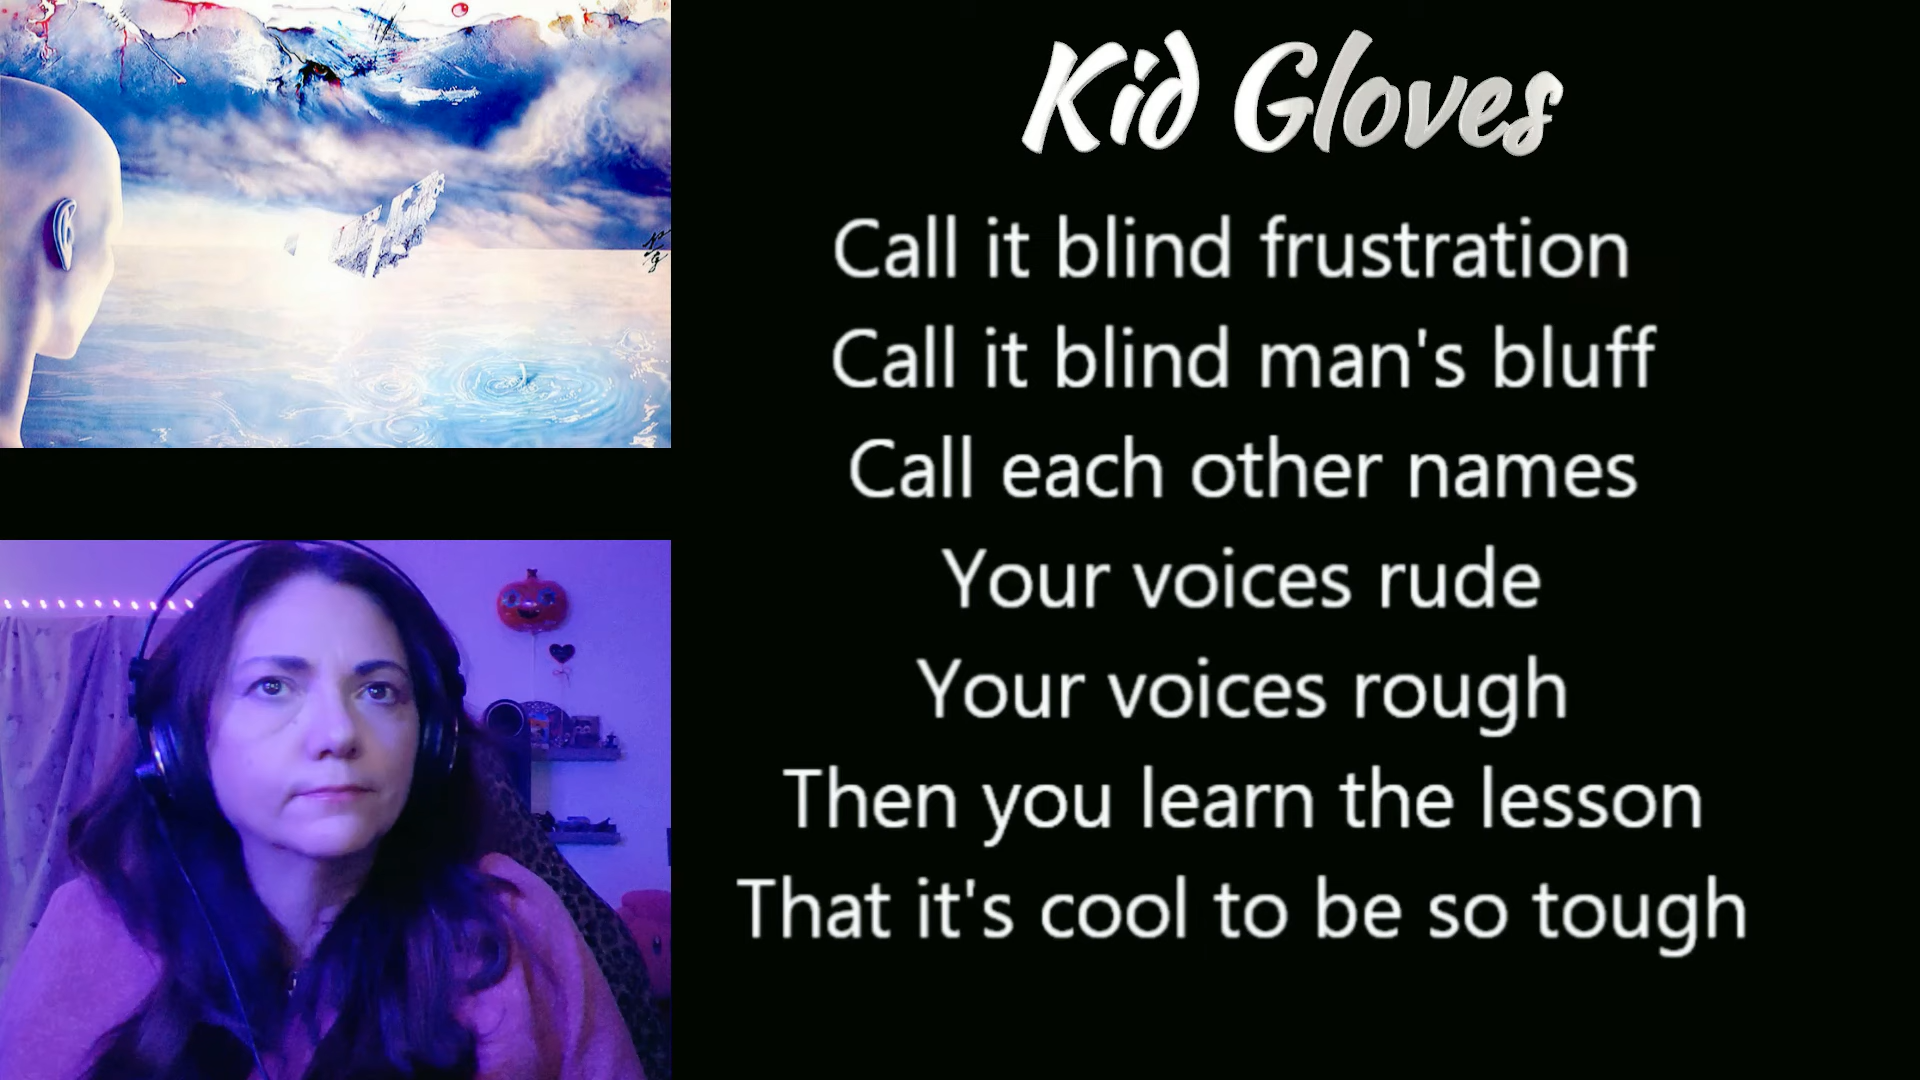 Kid Gloves
Call it blind frustration
Call it blind man's bluff
Call each other names
Your voices rude
Your voices rough
Then you learn the lesson
That it's cool to be so tough